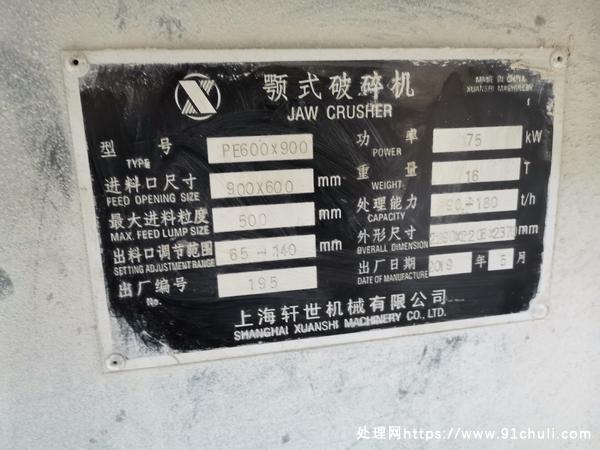 颚式破碎机
JAW CRUSHER
MADE IN CHINA
XUANSHI MACHINERY
型号 PE600X900
TYPE
进料口尺寸 900X600 mm
FEED OPENING SIZE
最大进料粒度 500 mm
MAX. FEED LUMP SIZE
出料口调节范围 65-140 mm
SETTING ADJUSTMENT RANGE
出厂编号 195
No.
功率 75 kW
POWER
重量 16 T
WEIGHT
处理能力 90-180 t/h
CAPACITY
外形尺寸 mm
OVERALL DIMENSION
出厂日期 2019 年 5 月
DATE OF MANUFACTURE
上海轩世机械有限公司
SHANGHAI XUANSHI MACHINERY CO., LTD.
处理网https://www.91chuli.com/